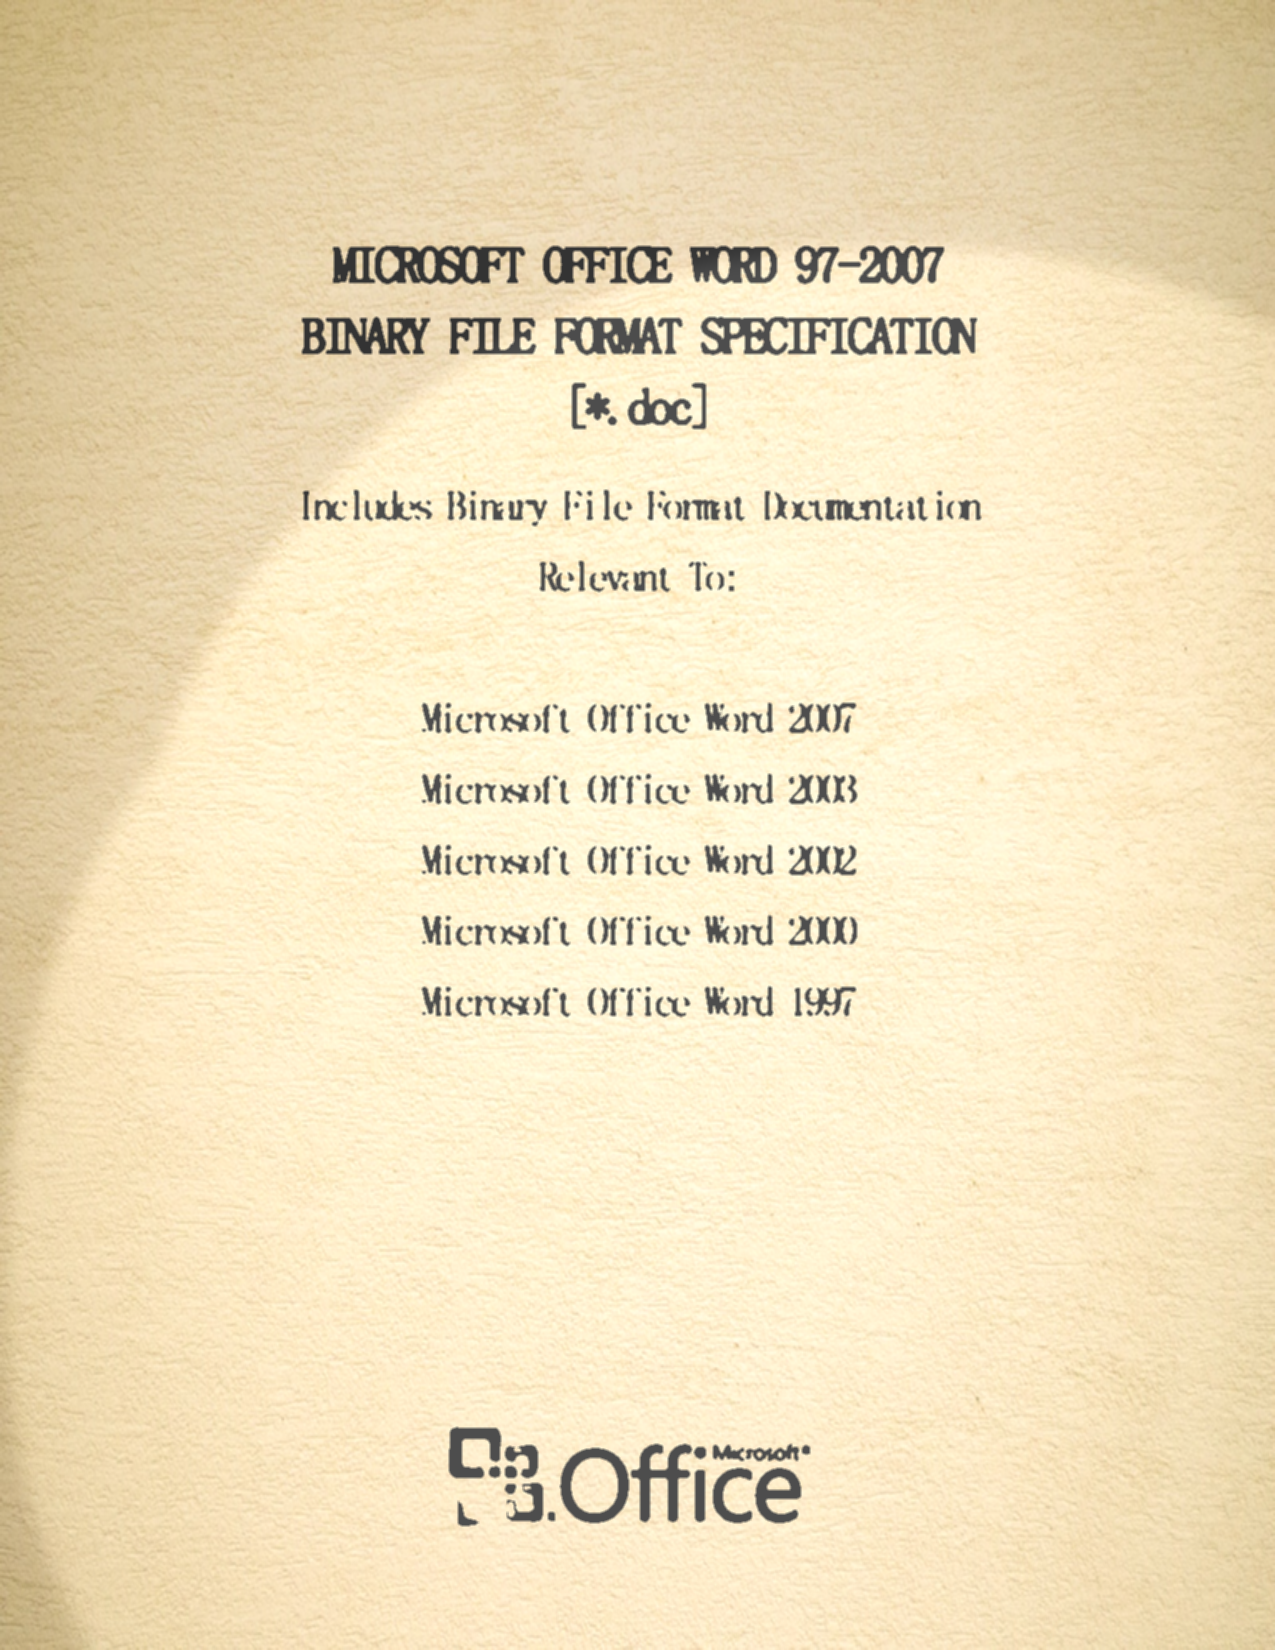 MICROSOFT OFFICE WORD 97-2007
BINARY FILE FORMAT SPECIFICATION
[*.doc]
Includes Binary File Format Documentation
Relevant To:
Microsoft Office Word 2007
Microsoft Office Word 2003
Microsoft Office Word 2002
Microsoft Office Word 2000
Microsoft Office Word 1997
Microsoft®
Office